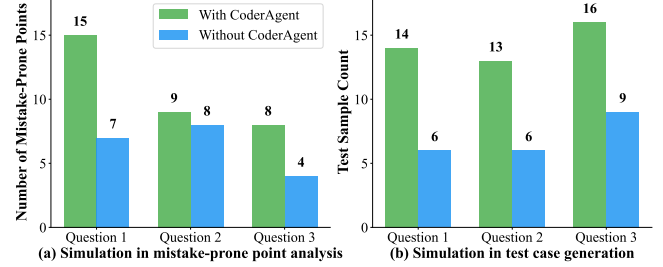 Number of Mistake-Prone Points
15
10
5
0
With CoderAgent
Without CoderAgent
15
7
9
8
8
4
Question 1
Question 2
Question 3
(a) Simulation in mistake-prone point analysis
Test Sample Count
15
10
5
0
14
6
13
6
16
9
Question 1
Question 2
Question 3
(b) Simulation in test case generation